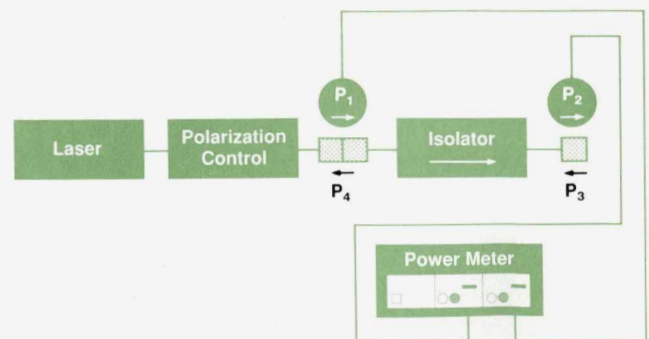 P1
P2
Laser
Polarization
Control
Isolator
P4
P3
Power Meter